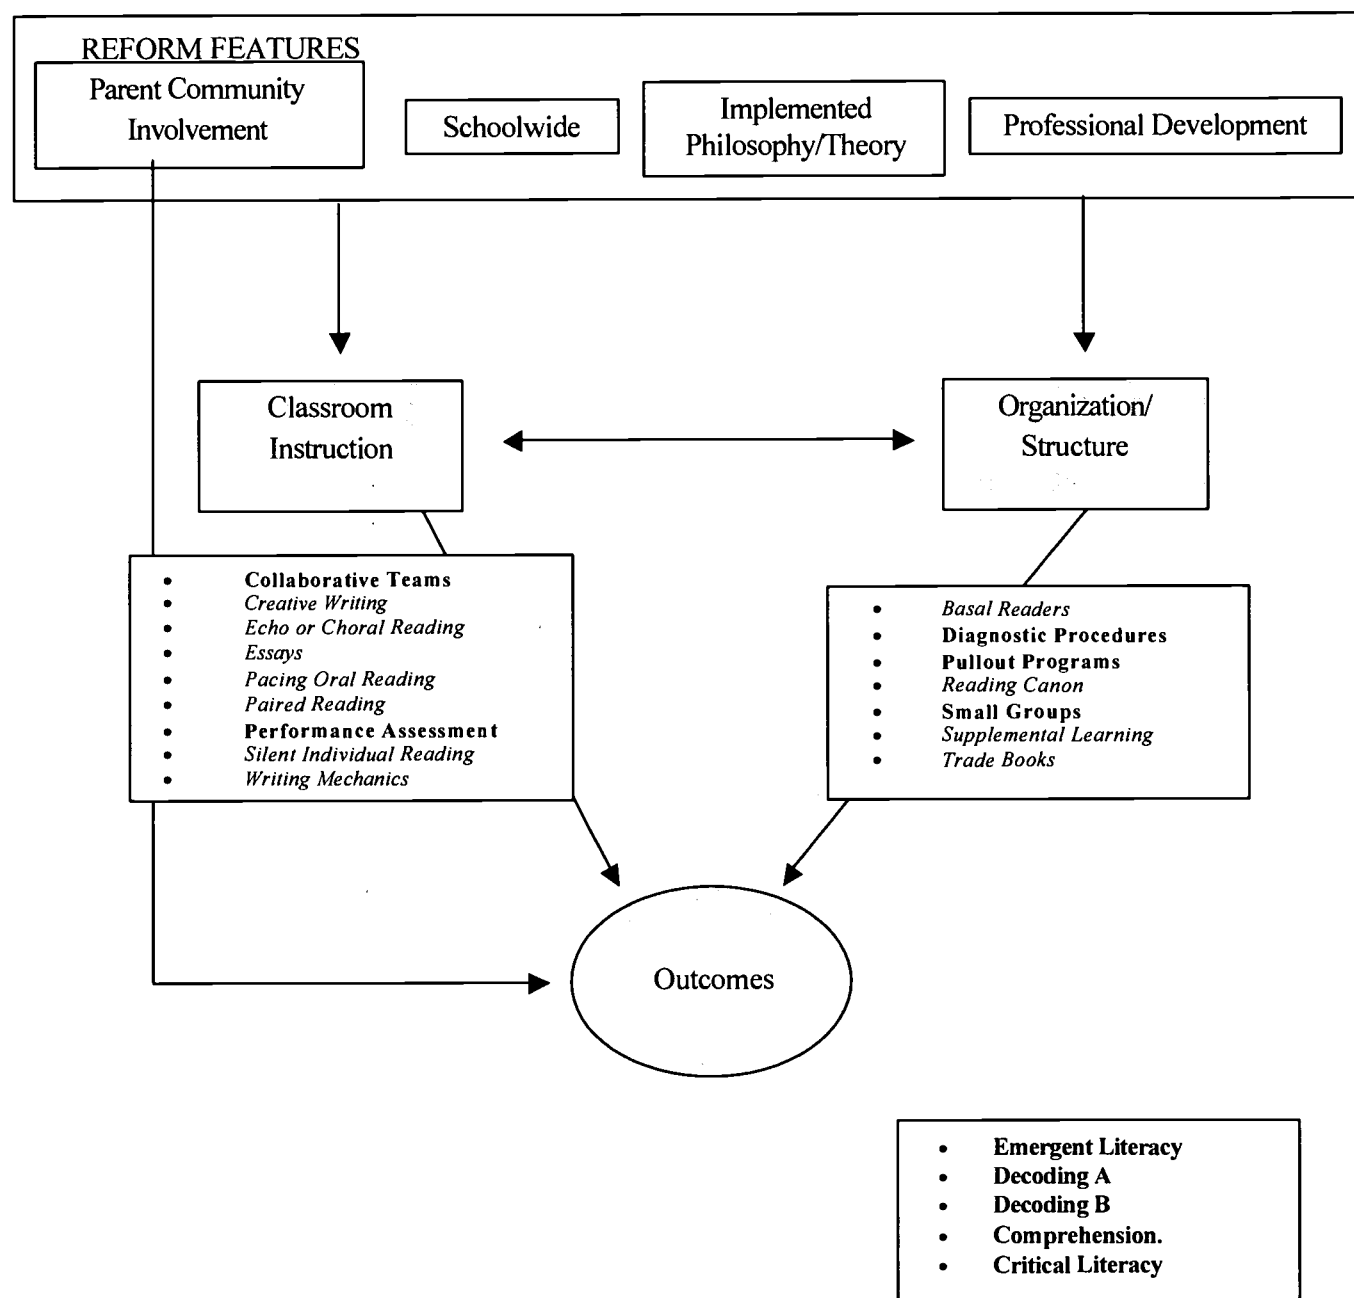 REFORM FEATURES
Parent Community
Involvement
Schoolwide
Implemented
Philosophy/Theory
Professional Development
Classroom
Instruction
Organization/
Structure
• Collaborative Teams
• Creative Writing
• Echo or Choral Reading
• Essays
• Pacing Oral Reading
• Paired Reading
• Performance Assessment
• Silent Individual Reading
• Writing Mechanics
• Basal Readers
• Diagnostic Procedures
• Pullout Programs
• Reading Canon
• Small Groups
• Supplemental Learning
• Trade Books
Outcomes
• Emergent Literacy
• Decoding A
• Decoding B
• Comprehension.
• Critical Literacy